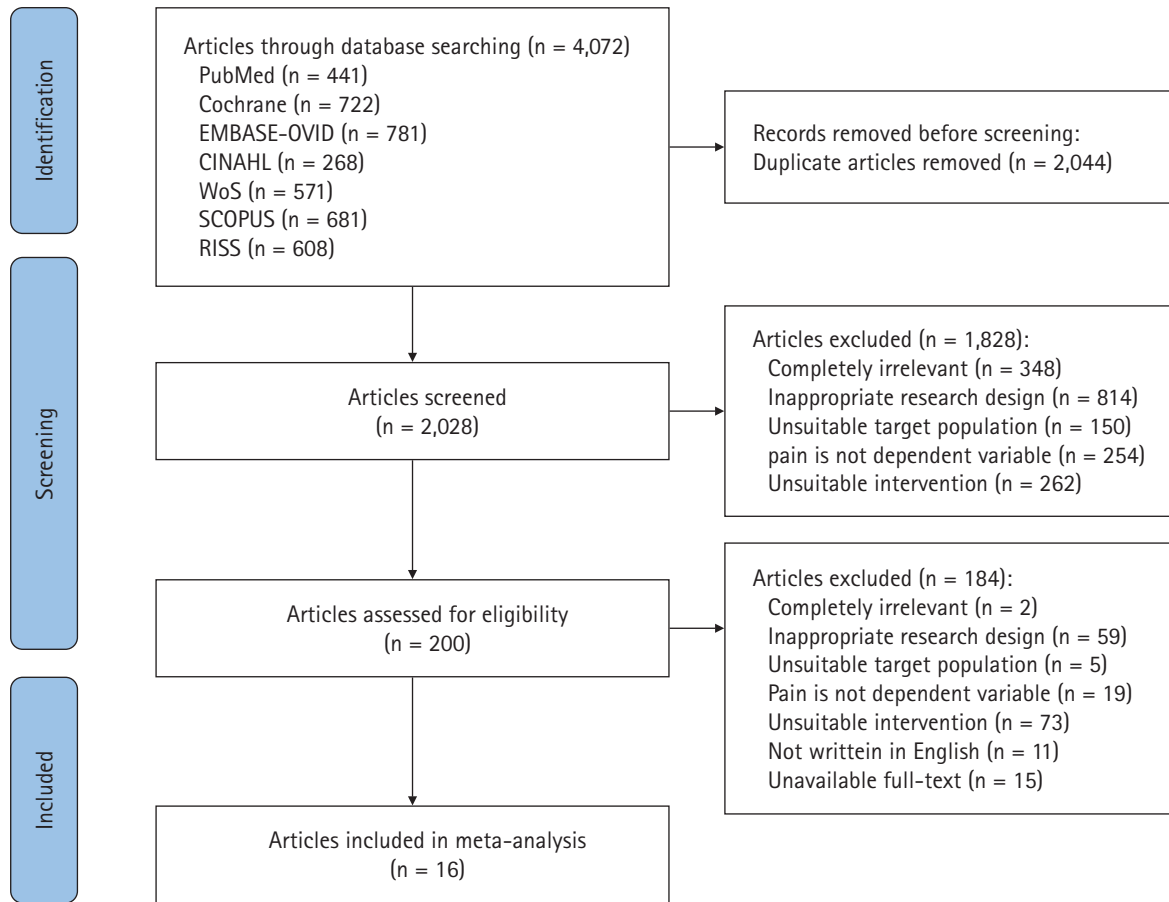 Identification
Articles through database searching (n = 4,072)
PubMed (n = 441)
Cochrane (n = 722)
EMBASE-OVID (n = 781)
CINAHL (n = 268)
WoS (n = 571)
SCOPUS (n = 681)
RISS (n = 608)
Records removed before screening:
Duplicate articles removed (n = 2,044)
Screening
Articles screened
(n = 2,028)
Articles excluded (n = 1,828):
Completely irrelevant (n = 348)
Inappropriate research design (n = 814)
Unsuitable target population (n = 150)
pain is not dependent variable (n = 254)
Unsuitable intervention (n = 262)
Articles assessed for eligibility
(n = 200)
Articles excluded (n = 184):
Completely irrelevant (n = 2)
Inappropriate research design (n = 59)
Unsuitable target population (n = 5)
Pain is not dependent variable (n = 19)
Unsuitable intervention (n = 73)
Not writtein in English (n = 11)
Unavailable full-text (n = 15)
Included
Articles included in meta-analysis
(n = 16)